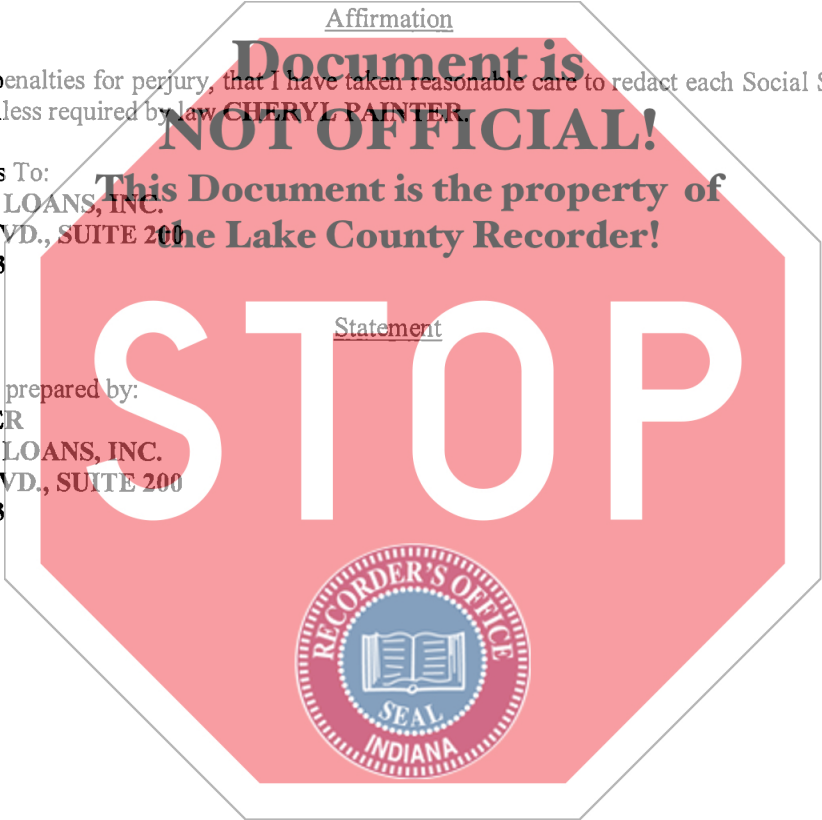 Affirmation
Document is
enalties for perjury, that I have taken reasonable care to redact each Social S
less required by law CHERYL PAINTER.
NOT OFFICIAL!
s To:
This Document is the property of
LOANS, INC.
VD., SUITE 200
the Lake County Recorder!
Statement
STOP
prepared by:
ER
LOANS, INC.
VD., SUITE 200
RECORDER'S OFFICE
SEAL
INDIANA